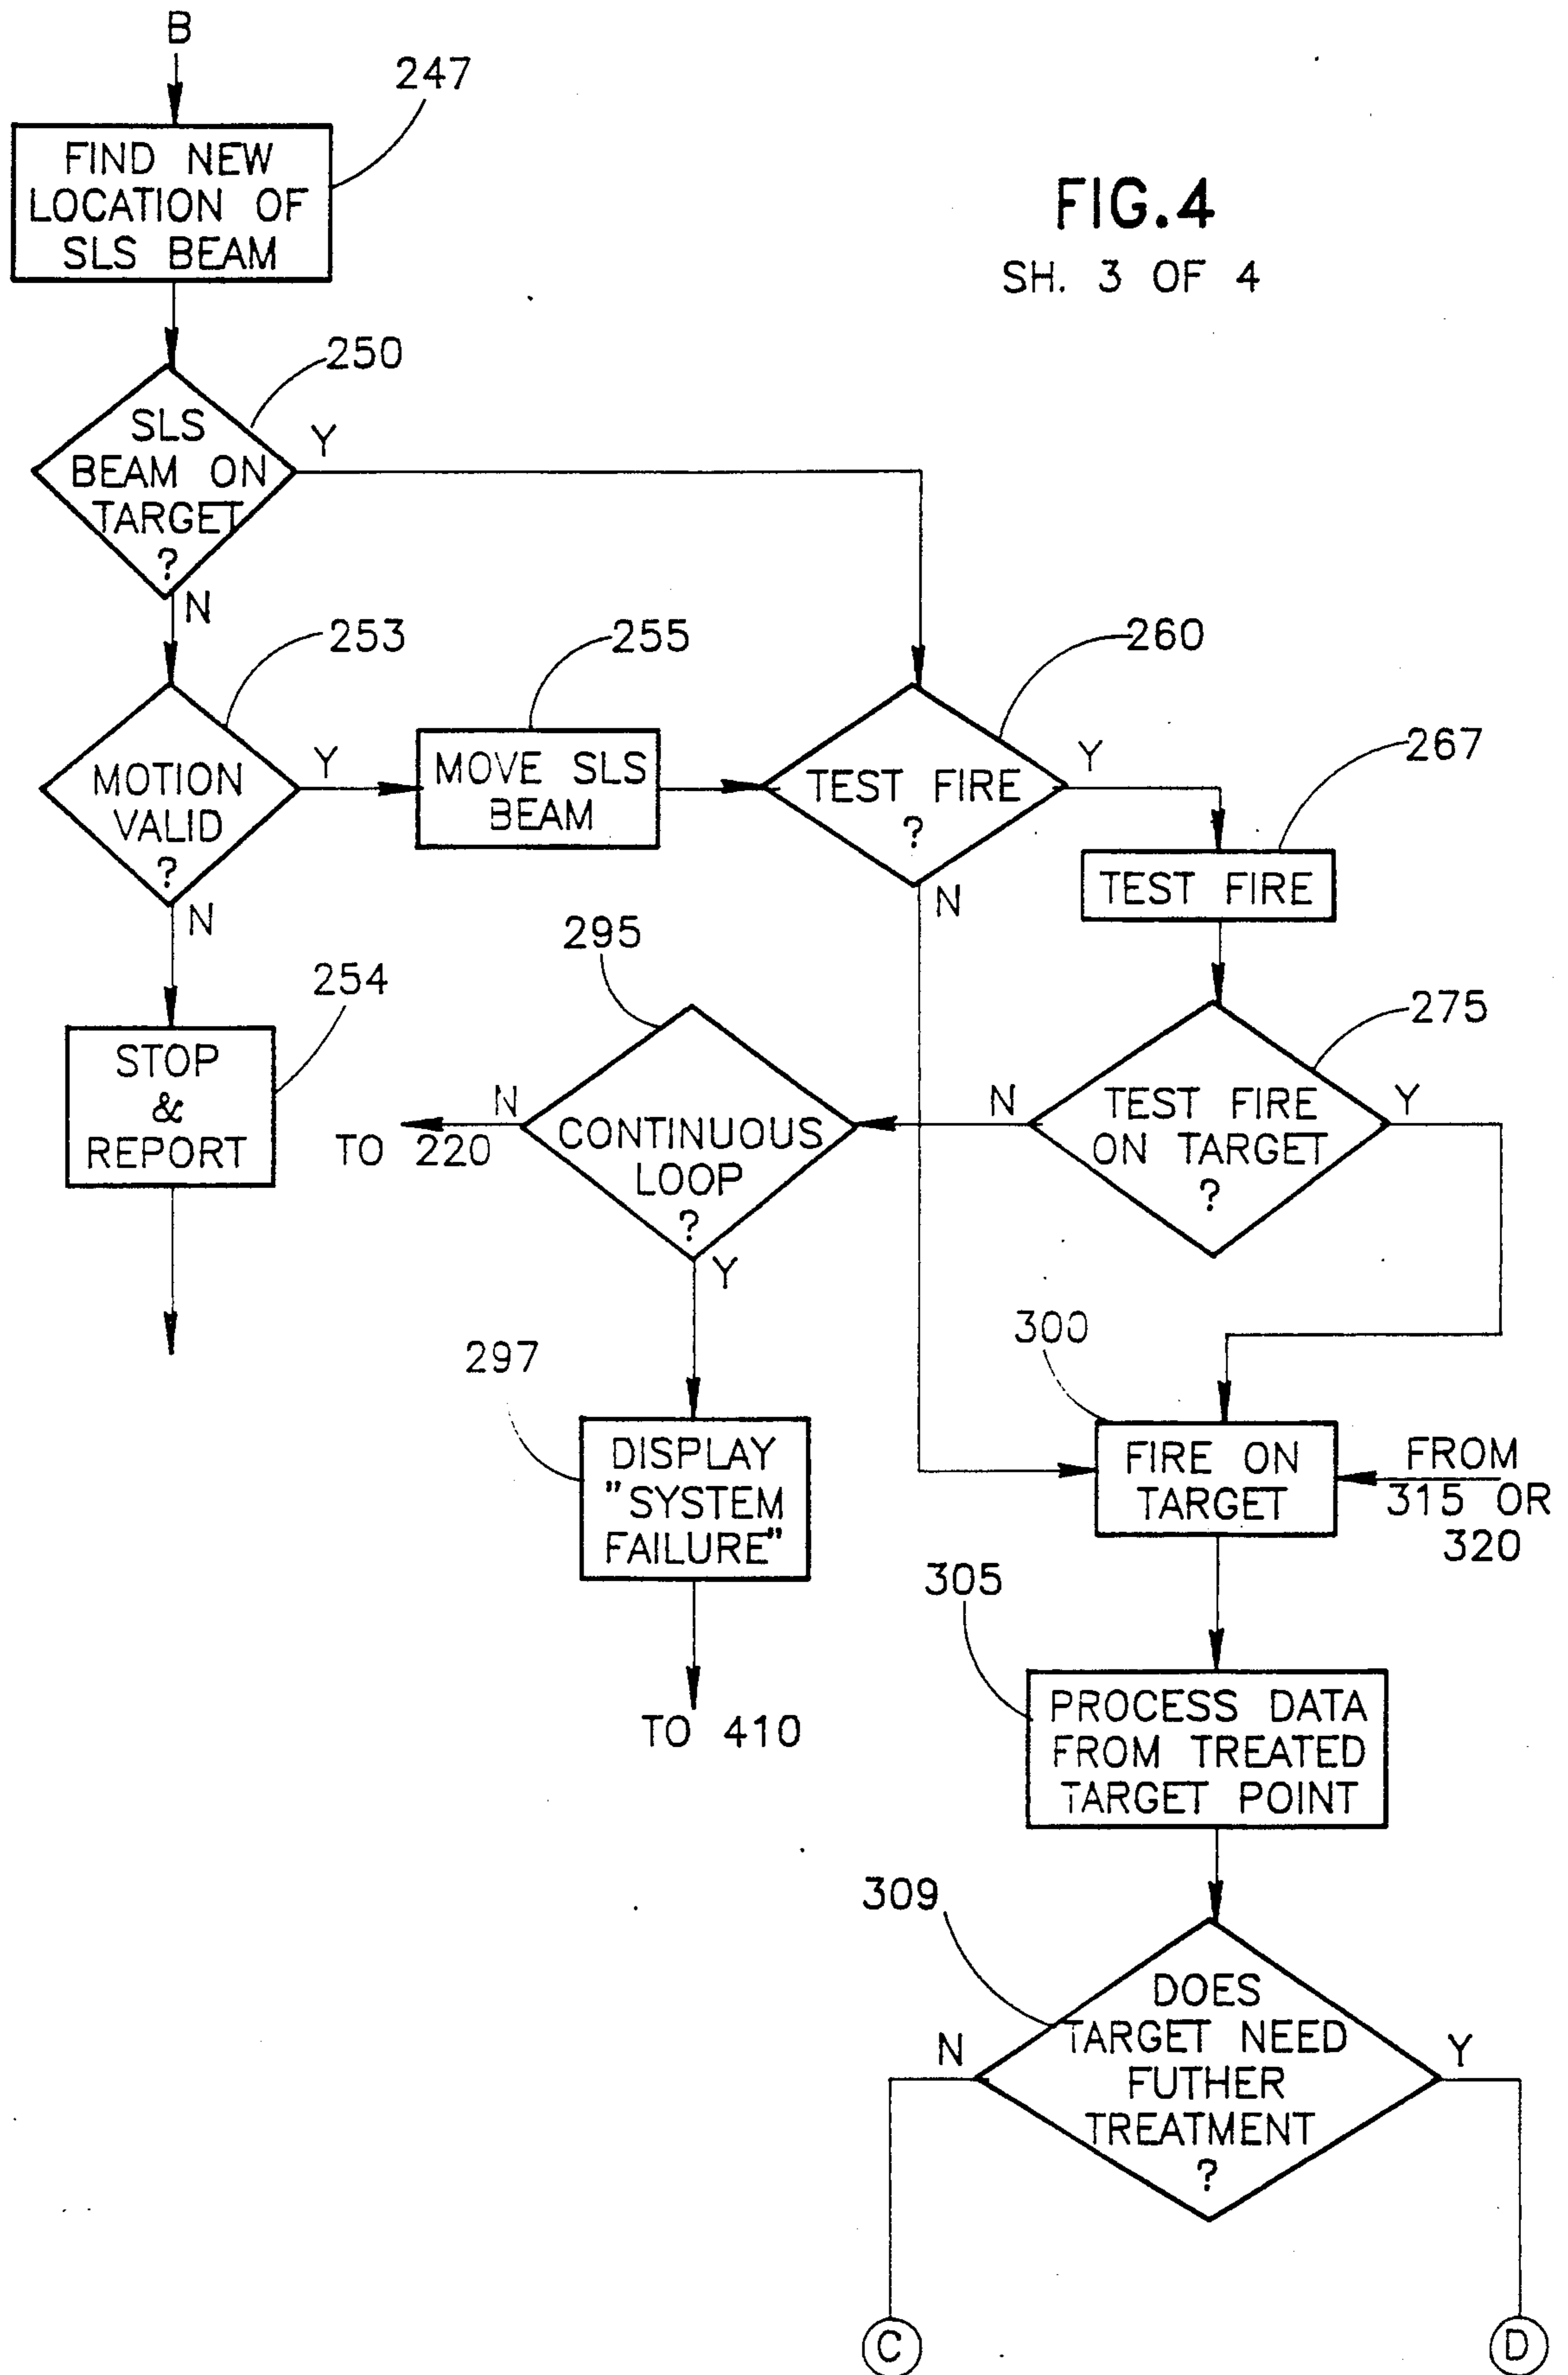 B
247
FIND NEW
LOCATION OF
SLS BEAM
FIG.4
SH. 3 OF 4
250
SLS
BEAM ON
TARGET
?
Y
N
253
MOTION
VALID
?
Y
N
255
MOVE SLS
BEAM
260
TEST FIRE
?
Y
N
267
TEST FIRE
254
STOP
&
REPORT
295
CONTINUOUS
LOOP
?
N
TO 220
Y
275
TEST FIRE
ON TARGET
?
N
Y
297
DISPLAY
"SYSTEM
FAILURE"
TO 410
300
FIRE ON
TARGET
FROM
315 OR
320
305
PROCESS DATA
FROM TREATED
TARGET POINT
309
DOES
TARGET NEED
FUTHER
TREATMENT
?
N
Y
C
D